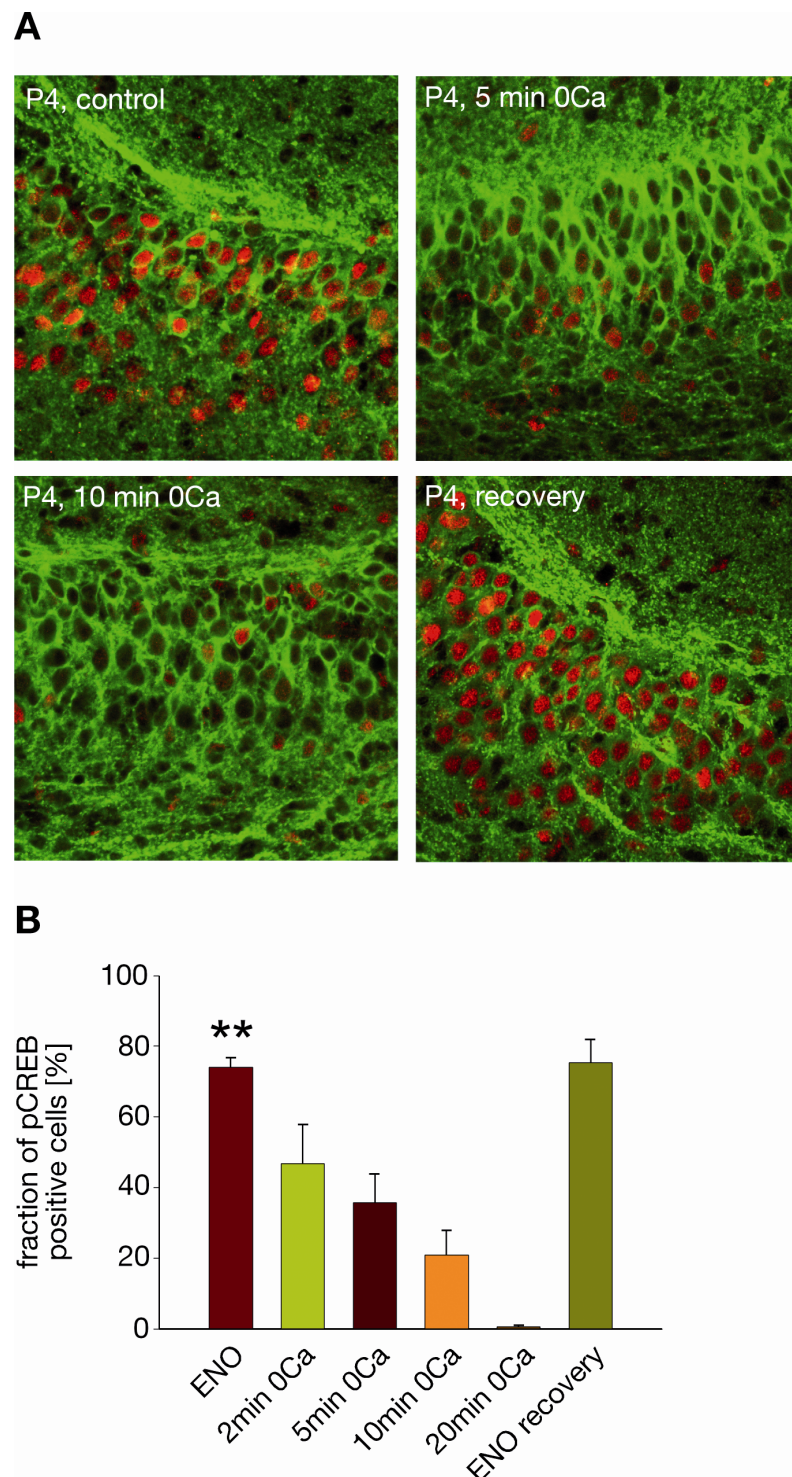 A
P4, control
P4, 5 min 0Ca
P4, 10 min 0Ca
P4, recovery
B
fraction of pCREB
positive cells [%]
100
80
60
40
20
0
**
ENO
2min 0Ca
5min 0Ca
10min 0Ca
20min 0Ca
ENO recovery